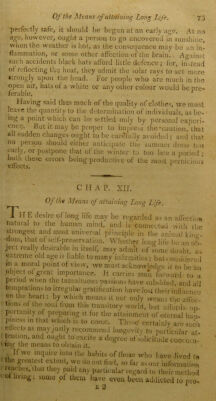 Of the Means of attaining Long Life. 75
perfectly safe, it should be begun at an early age. At no
age, however, ought a person to go uncovered in sunshine,
when the weather is hot, as the consequence may be an in-
flammation, or some other affection of the brain. Against
such accidents black hats afford little defence; for, instead
of reflecting the heat, they admit the solar rays to act more
strongly upon the head. For people who are much in the
open air, hats of a white or any other colour would be pre-
ferable.
Having said thus much of the quality of clothes, we must
leave the quantity to the determination of individuals, as be-
ing a point which can be settled only by personal experi-
ence. But it may be proper to impress the caution, that
all sudden changes ought to be carefully avoided; and that
no person should either anticipate the summer dress too
early, or postpone that of the winter to too late a period;
both these errors being productive of the most pernicious
effects.
CHAP. XII.
Of the Means of attaining Long Life.
THE desire of long life may be regarded as an affection
natural to the human mind, and is connected with the
strongest and most universal principle in the animal king-
dom, that of self-preservation. Whether long life be an ob-
ject really desirable in itself, may admit of some doubt, as
extreme old age is liable to many infirmities; but considered
in a moral point of view, we must acknowledge it to be an
object of great importance. It carries man forward to a
period when the tumultuous passions have subsided, and all
temptations to irregular gratification have lost their influence
on the heart: by which means it not only weans the affec-
tions of the soul from this transitory world, but affords op-
portunity of preparing it for the attainment of eternal hap-
piness in that which is to come. These certainly are such
effects as may justly recommend longevity to particular at-
tention, and ought to excite a degree of solicitude concern-
ing the means to obtain it.
If we inquire into the habits of those who have lived to
the greatest extent, we do not find, so far as our information
reaches, that they paid any particular regard to their method
of living; some of them have even been addicted to pro-